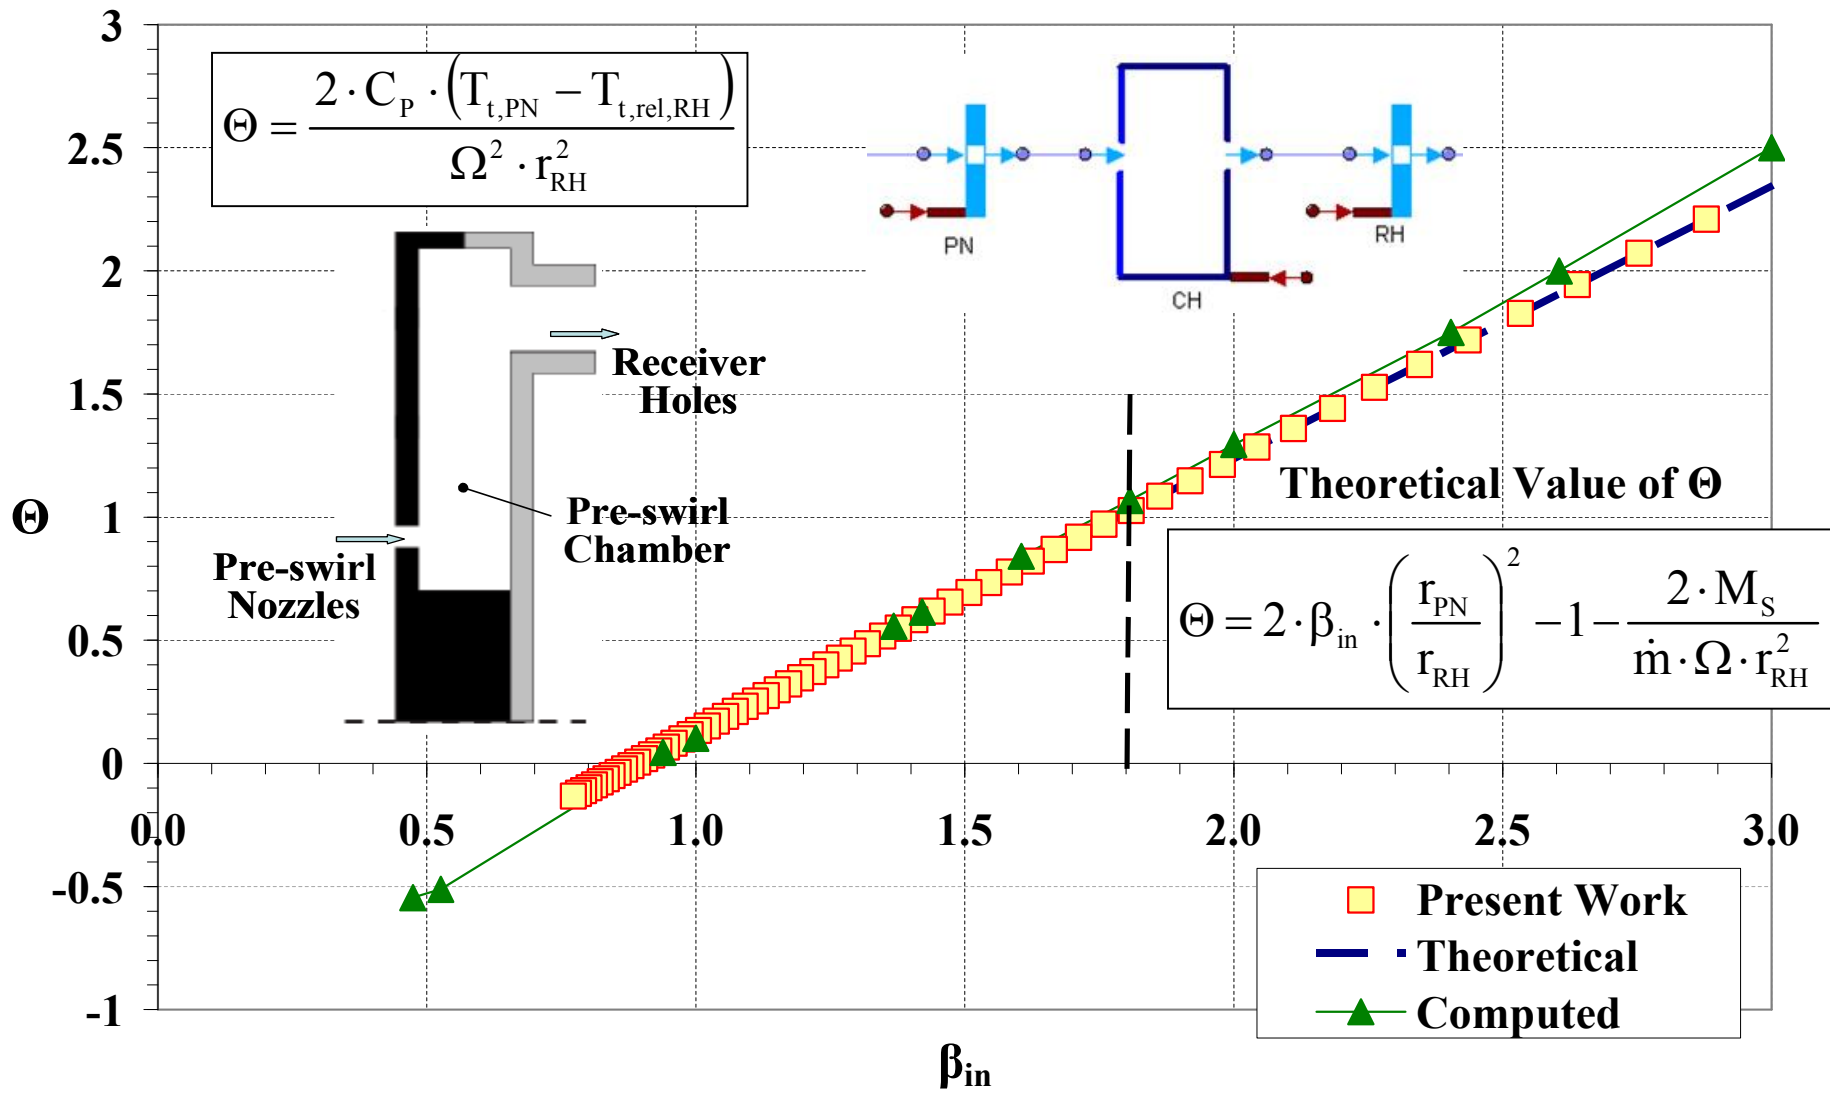 3
2.5
2
1.5
1
0.5
0
-0.5
-1
Θ
Θ = 2 · C_P · (T_t,PN − T_t,rel,RH) / Ω² · r²_RH
PN
CH
RH
Receiver
Holes
Pre-swirl
Chamber
Pre-swirl
Nozzles
Theoretical Value of Θ
Θ = 2 · β_in · (r_PN / r_RH)² − 1 − 2 · M_S / ṁ · Ω · r²_RH
0.0 0.5 1.0 1.5 2.0 2.5 3.0
Present Work
Theoretical
Computed
β_in